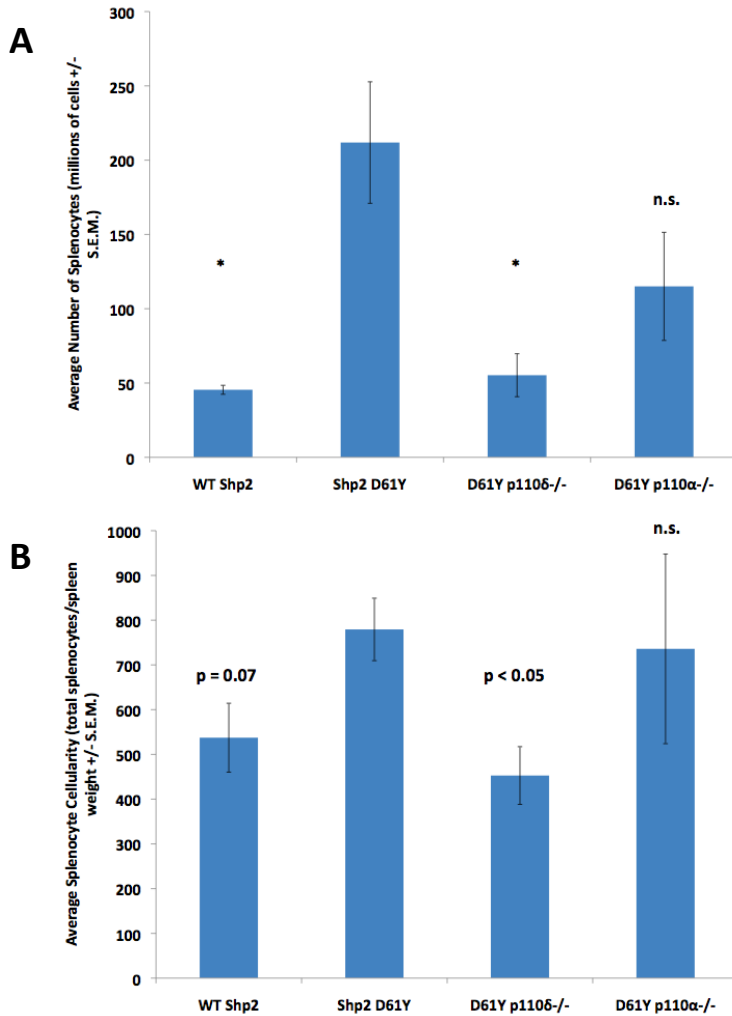 A
Average Number of Splenocytes (millions of cells +/-
S.E.M.)
300
250
200
150
100
50
0
*
*
n.s.
WT Shp2
Shp2 D61Y
D61Y p110δ-/-
D61Y p110α-/-
B
Average Splenocyte Cellularity (total splenocytes/spleen
weight +/- S.E.M.)
1000
900
800
700
600
500
400
300
200
100
0
p = 0.07
p < 0.05
n.s.
WT Shp2
Shp2 D61Y
D61Y p110δ-/-
D61Y p110α-/-